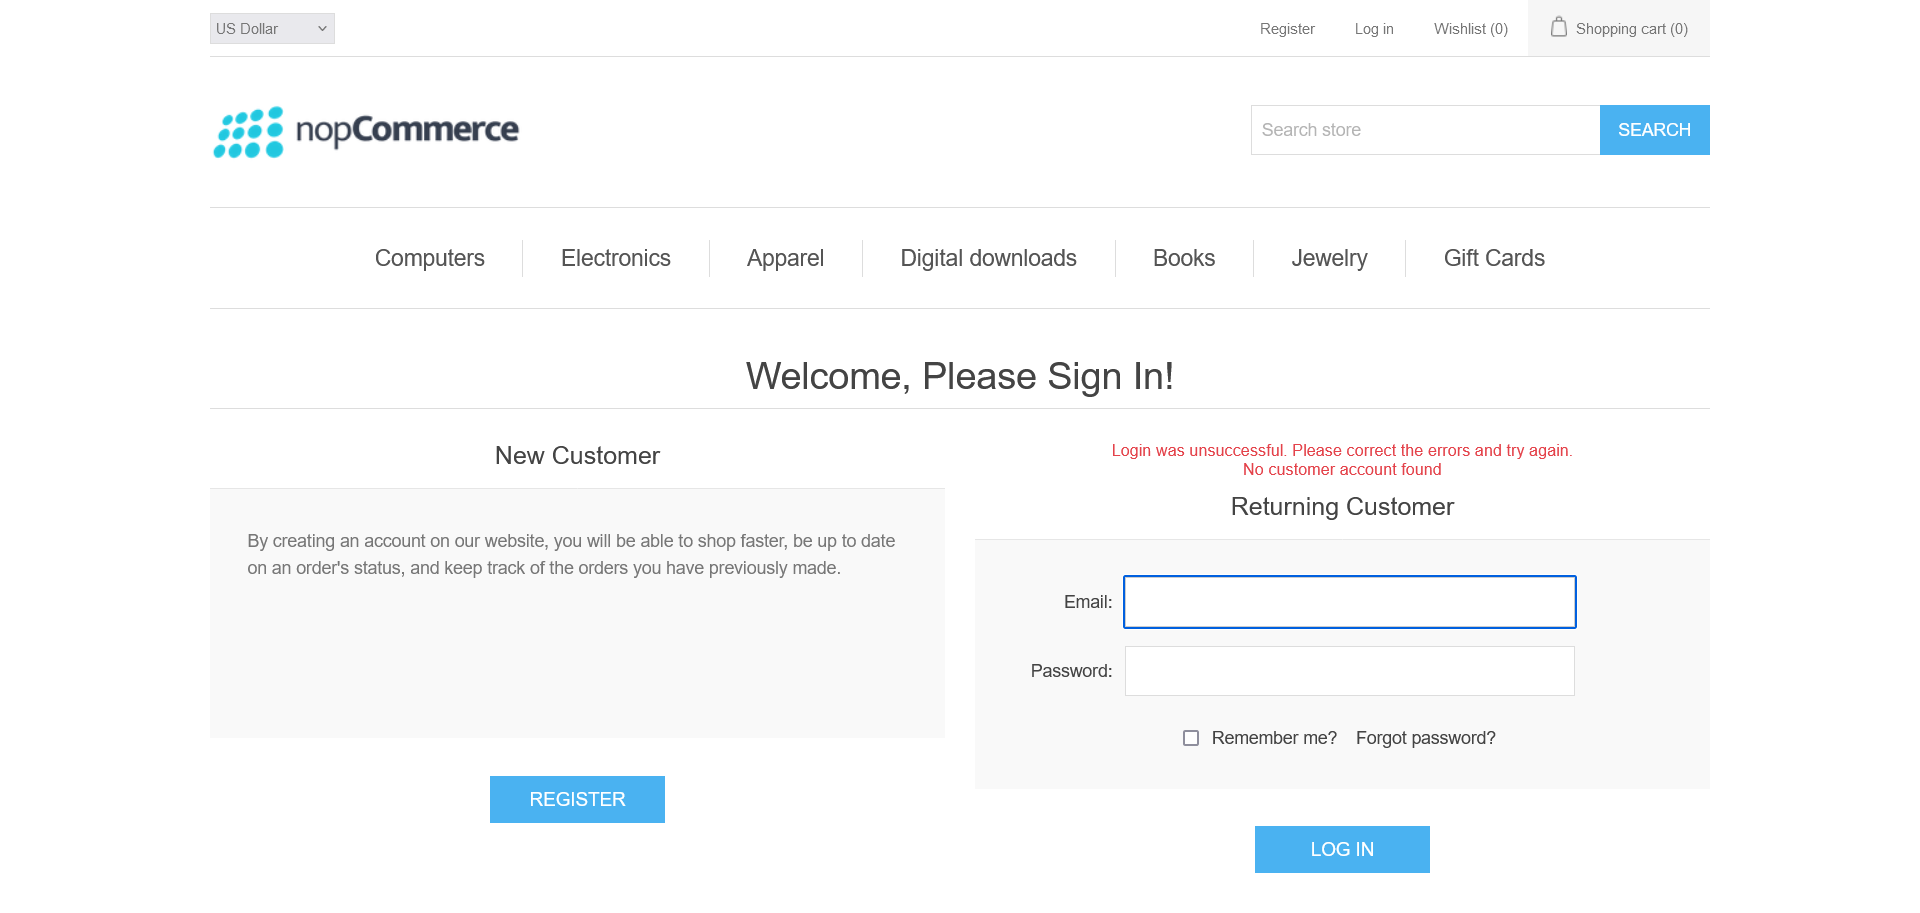 US Dollar
Register
Log in
Wishlist (0)
Shopping cart (0)
nopCommerce
Search store
SEARCH
Computers
Electronics
Apparel
Digital downloads
Books
Jewelry
Gift Cards
Welcome, Please Sign In!
New Customer
By creating an account on our website, you will be able to shop faster, be up to date
on an order's status, and keep track of the orders you have previously made.
REGISTER
Login was unsuccessful. Please correct the errors and try again.
No customer account found
Returning Customer
Email:
Password:
Remember me?
Forgot password?
LOG IN